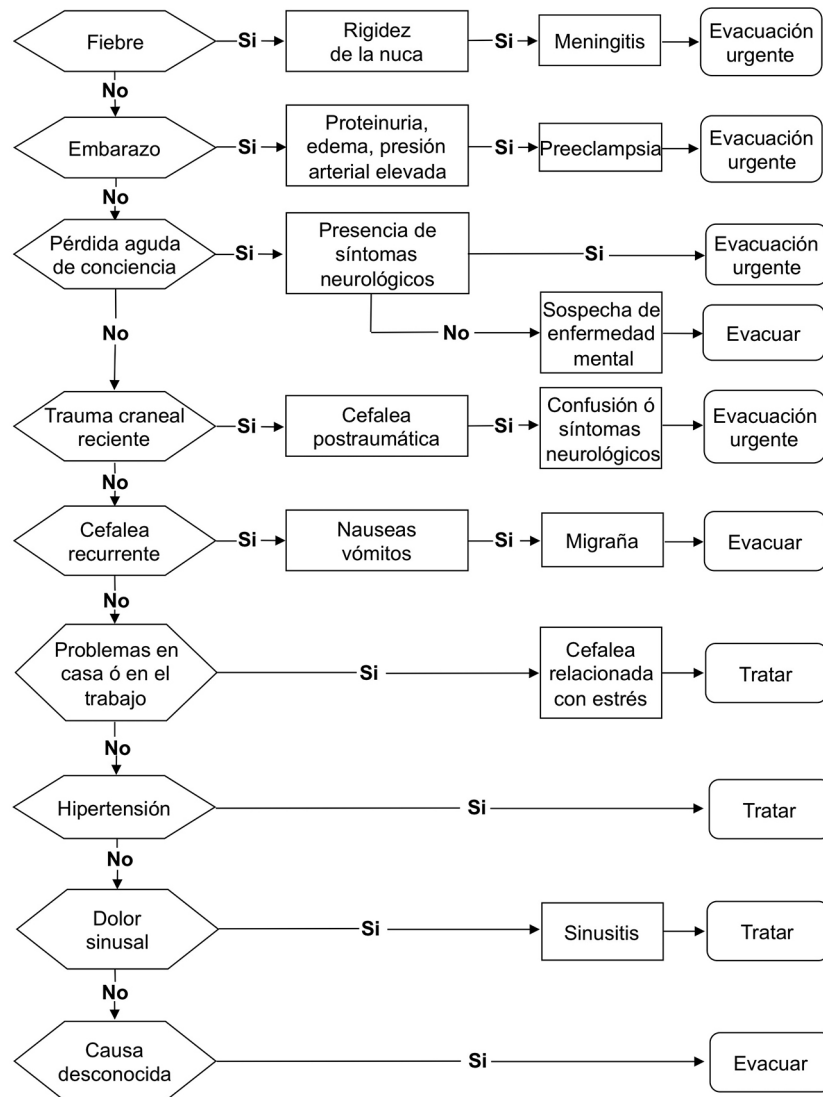 Fiebre
Si
Rigidez
de la nuca
Si
Meningitis
Evacuación
urgente
No
Embarazo
Si
Proteinuria,
edema, presión
arterial elevada
Si
Preeclampsia
Evacuación
urgente
No
Pérdida aguda
de conciencia
Si
Presencia de
síntomas
neurológicos
Si
Evacuación
urgente
No
Sospecha de
enfermedad
mental
Evacuar
No
Trauma craneal
reciente
Si
Cefalea
postraumática
Si
Confusión ó
síntomas
neurológicos
Evacuación
urgente
No
Cefalea
recurrente
Si
Nauseas
vómitos
Si
Migraña
Evacuar
No
Problemas en
casa ó en el
trabajo
Si
Cefalea
relacionada
con estrés
Tratar
No
Hipertensión
Si
Tratar
No
Dolor
sinusal
Si
Sinusitis
Tratar
No
Causa
desconocida
Si
Evacuar